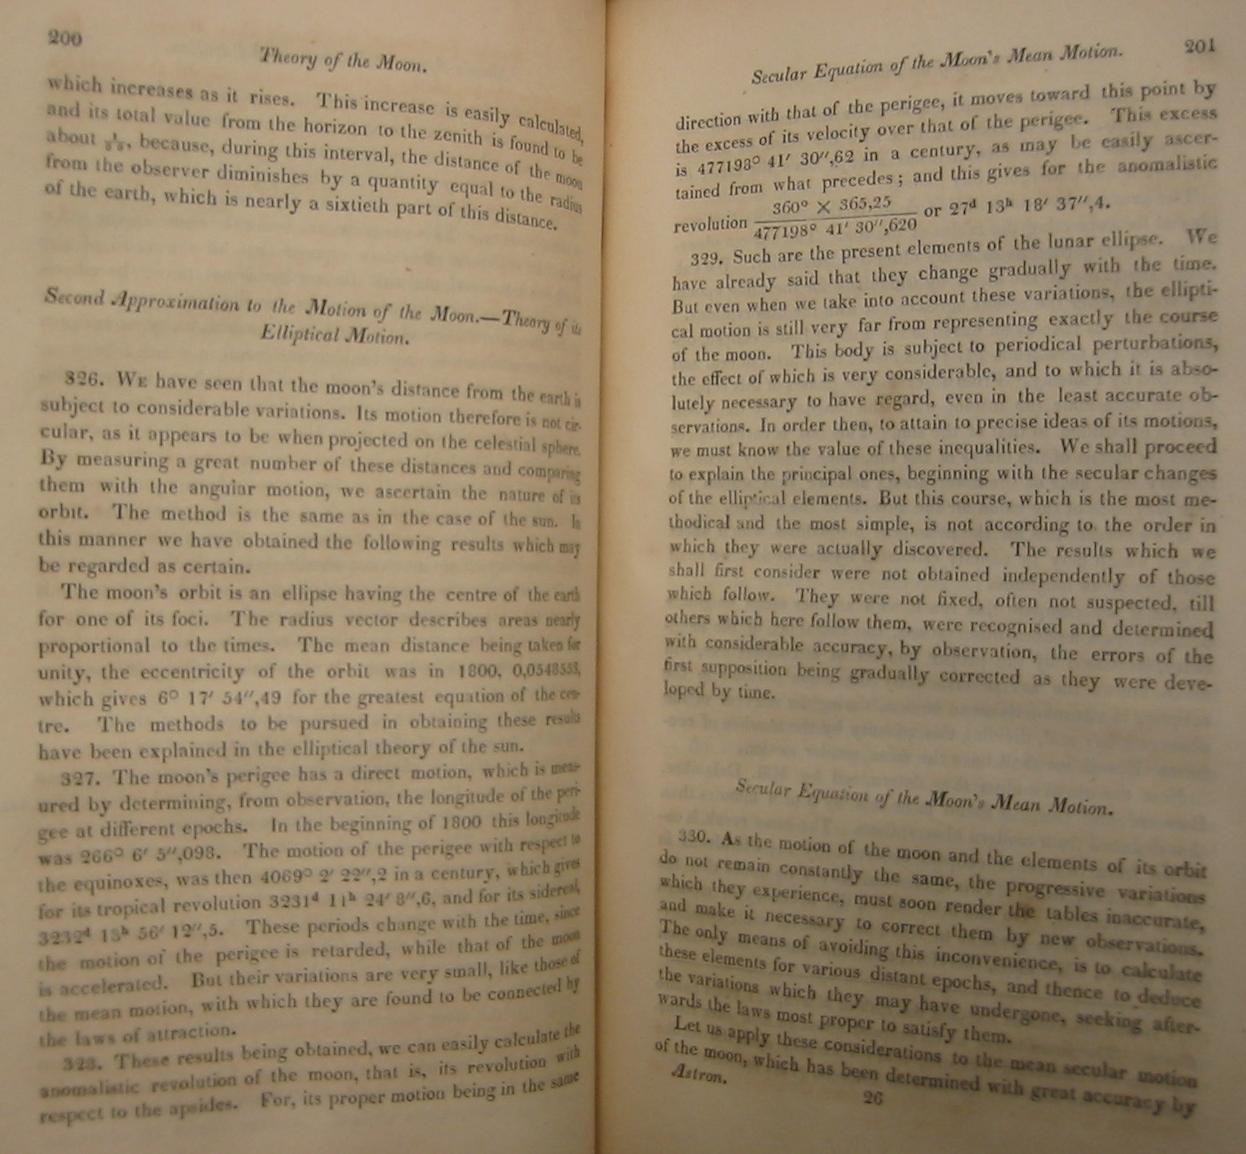 200
Theory of the Moon.
which increases as it rises. This increase is easily calculated,
and its total value from the horizon to the zenith is found to be
about because, during this interval, the distance of the moon
from the observer diminishes by a quantity equal to the radius
of the earth, which is nearly a sixtieth part of this distance.
Second Approximation to the Motion of the Moon.—Theory of its
Elliptical Motion.
326. WE have seen that the moon's distance from the earth is
subject to considerable variations. Its motion therefore is not cir-
cular, as it appears to be when projected on the celestial sphere.
By measuring a great number of these distances and comparing
them with the angular motion, we ascertain the nature of its
orbit. The method is the same as in the case of the sun. In
this manner we have obtained the following results which may
be regarded as certain.
The moon's orbit is an ellipse having the centre of the earth
for one of its foci. The radius vector describes areas nearly
proportional to the times. The mean distance being taken for
unity, the eccentricity of the orbit was in 1800,
which gives 6° 17′ 54″,49 for the greatest equation of the cen-
tre. The methods to be pursued in obtaining these results
have been explained in the elliptical theory of the sun.
327. The moon's perigee has a direct motion, which is meas-
ured by determining, from observation, the longitude of the peri-
gee at different epochs. In the beginning of 1800 this longitude
was 266° 6′ 5″,093. The motion of the perigee with respect to
the equinoxes, was then 4069° 2′ 22″,2 in a century, which gives
for its tropical revolution 3231ᵈ 11ʰ 24′ 8″,6, and for its sidereal,
3232ᵈ 13ʰ 56′ 12″,5. These periods change with the time, since
the motion of the perigee is retarded, while that of the moon
is accelerated. But their variations are very small, like those of
the mean motion, with which they are found to be connected by
the laws of attraction.
328. These results being obtained, we can easily calculate the
anomalistic revolution of the moon, that is, its revolution with
respect to the apsides. For, its proper motion being in the same
Secular Equation of the Moon's Mean Motion.
201
direction with that of the perigee, it moves toward this point by
the excess of its velocity over that of the perigee. This excess
is 477198° 41′ 30″,62 in a century, as may be easily ascer-
tained from what precedes; and this gives for the anomalistic
360° × 365,25
revolution 477198° 41′ 30″,620 or 27ᵈ 13ʰ 18′ 37″,4.
329. Such are the present elements of the lunar ellipse. We
have already said that they change gradually with the time.
But even when we take into account these variations, the ellipti-
cal motion is still very far from representing exactly the course
of the moon. This body is subject to periodical perturbations,
the effect of which is very considerable, and to which it is abso-
lutely necessary to have regard, even in the least accurate ob-
servations. In order then, to attain to precise ideas of its motions,
we must know the value of these inequalities. We shall proceed
to explain the principal ones, beginning with the secular changes
of the elliptical elements. But this course, which is the most me-
thodical and the most simple, is not according to the order in
which they were actually discovered. The results which we
shall first consider were not obtained independently of those
which follow. They were not fixed, often not suspected, till
others which here follow them, were recognised and determined
with considerable accuracy, by observation, the errors of the
first supposition being gradually corrected as they were deve-
loped by time.
Secular Equation of the Moon's Mean Motion.
330. As the motion of the moon and the elements of its orbit
do not remain constantly the same, the progressive variations
which they experience, must soon render the tables inaccurate,
and make it necessary to correct them by new observations.
The only means of avoiding this inconvenience, is to calculate
these elements for various distant epochs, and thence to deduce
the variations which they may have undergone, seeking after-
wards the laws most proper to satisfy them.
Let us apply these considerations to the mean secular motion
of the moon, which has been determined with great accuracy by
Astron.
26